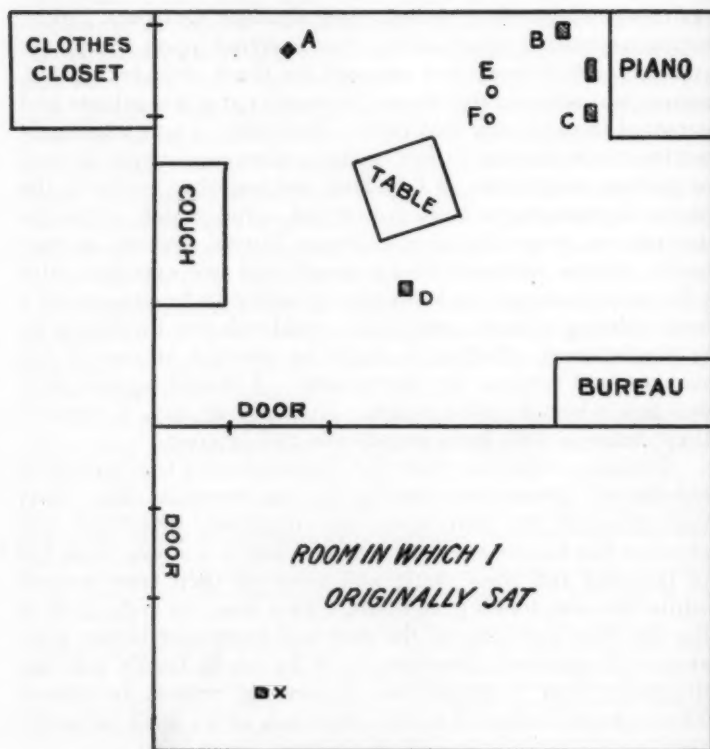 CLOTHES
CLOSET
A
B
PIANO
E
F
C
TABLE
COUCH
D
BUREAU
DOOR
DOOR
ROOM IN WHICH I
ORIGINALLY SAT
X